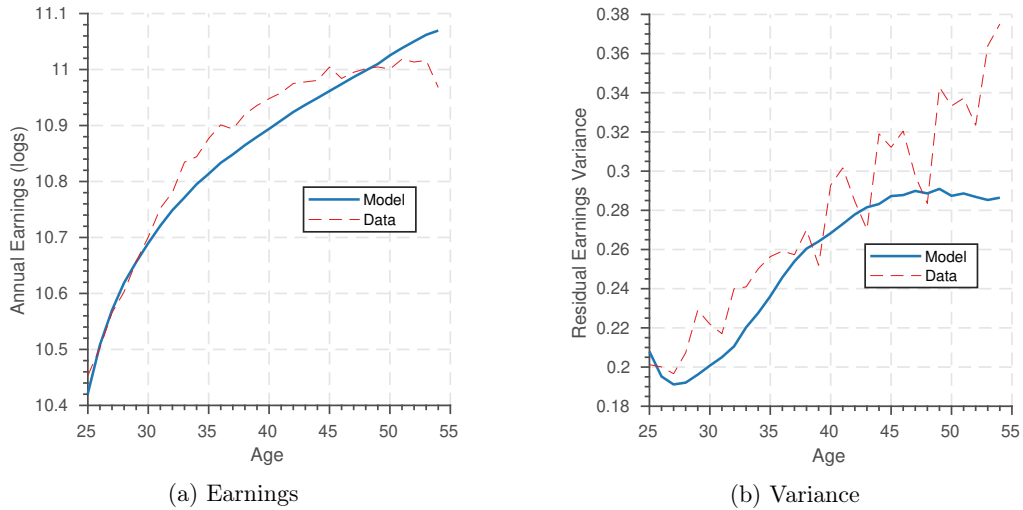 11.1
11
10.9
10.8
10.7
10.6
10.5
10.4
Annual Earnings (logs)
Model
Data
25 30 35 40 45 50 55
Age
(a) Earnings
0.38
0.36
0.34
0.32
0.3
0.28
0.26
0.24
0.22
0.2
0.18
Residual Earnings Variance
Model
Data
25 30 35 40 45 50 55
Age
(b) Variance